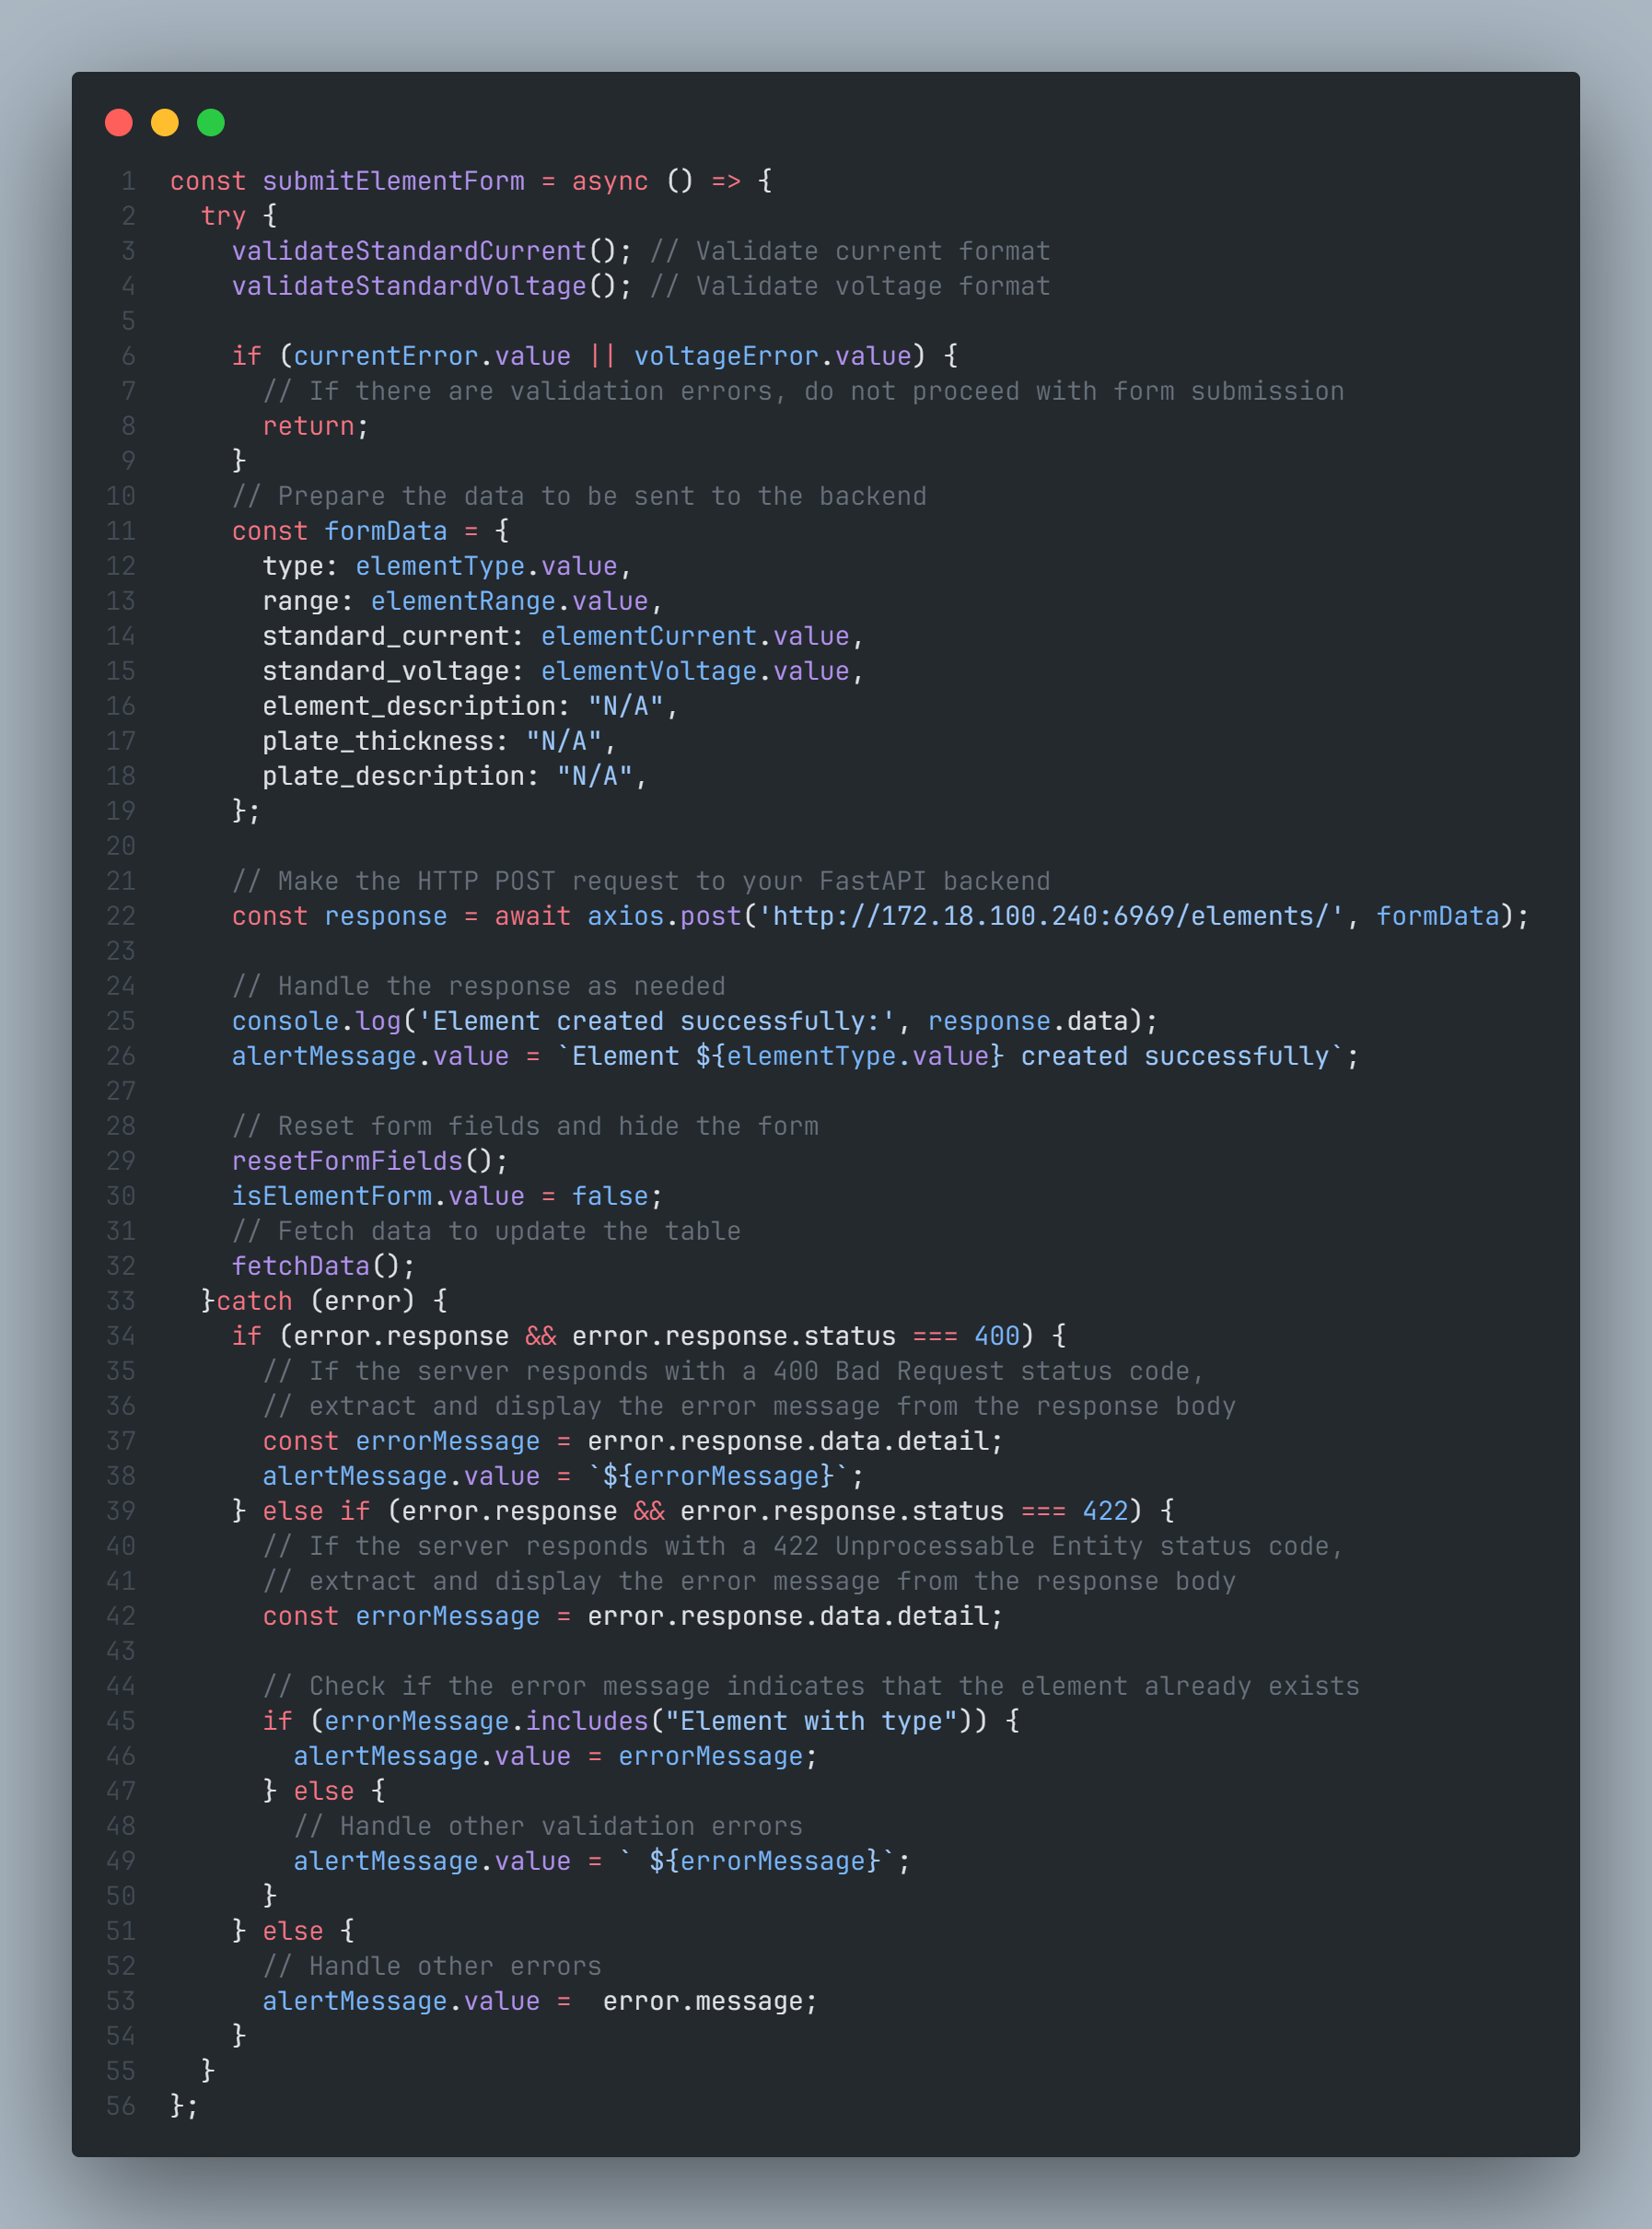 1 const submitElementForm = async () => {
2 try {
3 validateStandardCurrent(); // Validate current format
4 validateStandardVoltage(); // Validate voltage format
5
6 if (currentError.value || voltageError.value) {
7 // If there are validation errors, do not proceed with form submission
8 return;
9 }
10 // Prepare the data to be sent to the backend
11 const formData = {
12 type: elementType.value,
13 range: elementRange.value,
14 standard_current: elementCurrent.value,
15 standard_voltage: elementVoltage.value,
16 element_description: "N/A",
17 plate_thickness: "N/A",
18 plate_description: "N/A",
19 };
20
21 // Make the HTTP POST request to your FastAPI backend
22 const response = await axios.post('http://172.18.100.240:6969/elements/', formData);
23
24 // Handle the response as needed
25 console.log('Element created successfully:', response.data);
26 alertMessage.value = `Element ${elementType.value} created successfully`;
27
28 // Reset form fields and hide the form
29 resetFormFields();
30 isElementForm.value = false;
31 // Fetch data to update the table
32 fetchData();
33 }catch (error) {
34 if (error.response && error.response.status === 400) {
35 // If the server responds with a 400 Bad Request status code,
36 // extract and display the error message from the response body
37 const errorMessage = error.response.data.detail;
38 alertMessage.value = `${errorMessage}`;
39 } else if (error.response && error.response.status === 422) {
40 // If the server responds with a 422 Unprocessable Entity status code,
41 // extract and display the error message from the response body
42 const errorMessage = error.response.data.detail;
43
44 // Check if the error message indicates that the element already exists
45 if (errorMessage.includes("Element with type")) {
46 alertMessage.value = errorMessage;
47 } else {
48 // Handle other validation errors
49 alertMessage.value = ` ${errorMessage}`;
50 }
51 } else {
52 // Handle other errors
53 alertMessage.value =  error.message;
54 }
55 }
56 };